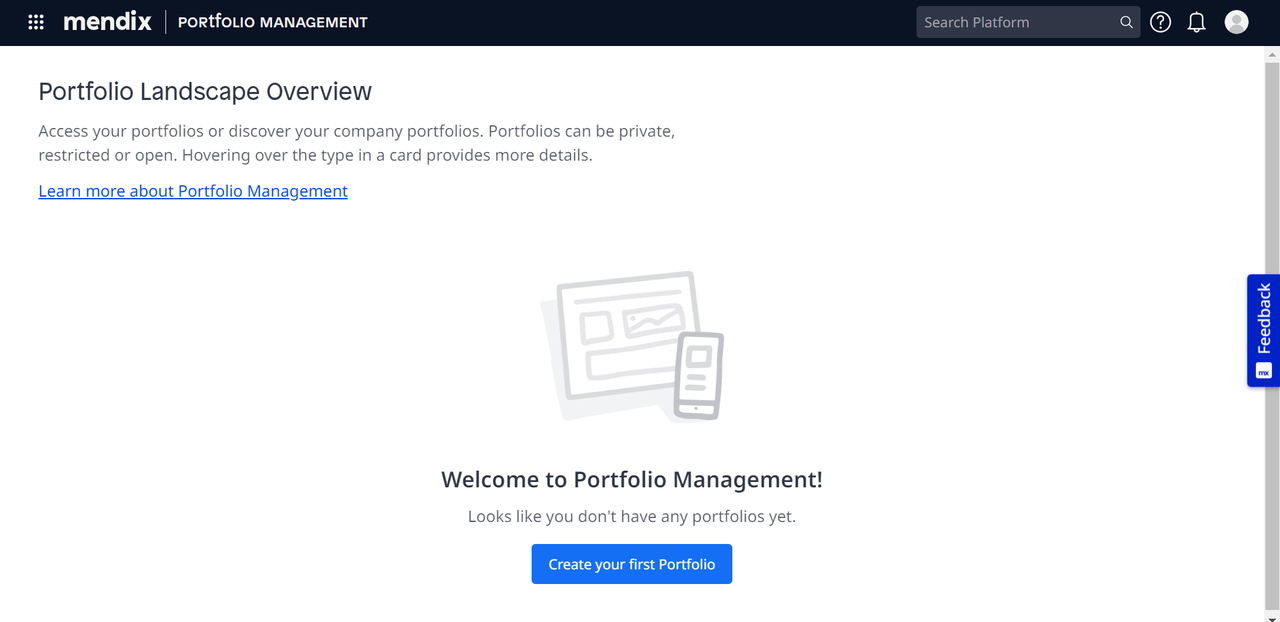 mendix PORTFOLIO MANAGEMENT Search Platform
Portfolio Landscape Overview
Access your portfolios or discover your company portfolios. Portfolios can be private,
restricted or open. Hovering over the type in a card provides more details.
Learn more about Portfolio Management
Feedback
mx
Welcome to Portfolio Management!
Looks like you don't have any portfolios yet.
Create your first Portfolio